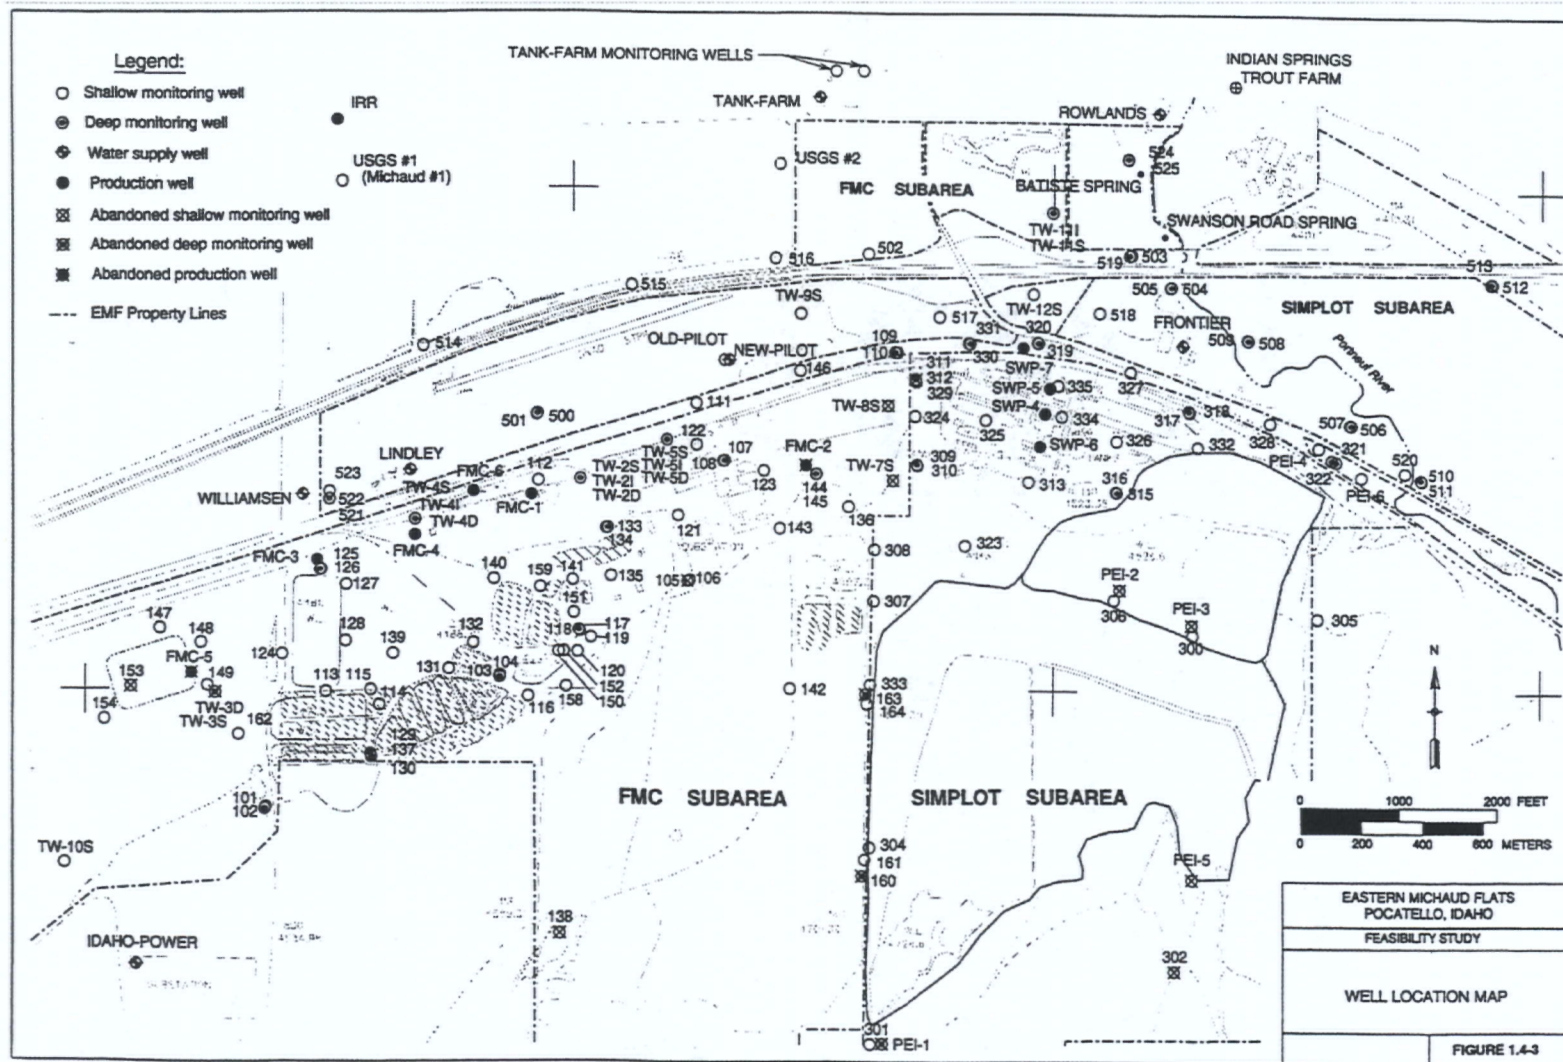 Legend:
Shallow monitoring well
Deep monitoring well
Water supply well
Production well
Abandoned shallow monitoring well
Abandoned deep monitoring well
Abandoned production well
EMF Property Lines
IRR
USGS #1
(Michaud #1)
TANK-FARM MONITORING WELLS
TANK-FARM
INDIAN SPRINGS
TROUT FARM
ROWLANDS
USGS #2
524
525
FMC SUBAREA
BATISTE SPRING
TW-11I
TW-11S
SWANSON ROAD SPRING
516
502
519
503
513
512
515
TW-9S
517
TW-12S
518
505
504
SIMPLOT SUBAREA
FRONTIER
509
508
Portneuf River
514
OLD-PILOT
NEW-PILOT
109
110
331
330
320
319
146
311
312
329
SWP-7
SWP-5
335
327
501
500
111
TW-8S
324
325
SWP-4
334
317
318
328
507
506
LINDLEY
122
TW-5S
TW-5I
TW-5D
107
108
FMC-2
TW-7S
309
310
SWP-6
326
332
PEI-4
321
322
PEI-6
520
510
511
WILLIAMSEN
523
522
521
TW-4S
TW-4I
TW-4D
FMC-6
112
FMC-1
TW-2S
TW-2I
TW-2D
123
144
145
313
316
315
FMC-4
133
134
121
143
136
FMC-3
125
126
127
140
159
141
135
105
106
308
323
307
PEI-2
306
PEI-3
300
305
151
147
148
128
139
132
118
117
119
124
FMC-5
153
149
113
115
114
131
103
104
120
152
150
158
116
142
333
163
164
N
154
TW-3D
TW-3S
162
129
137
130
101
102
FMC SUBAREA
SIMPLOT SUBAREA
0 1000 2000 FEET
0 200 400 600 METERS
TW-10S
304
161
160
PEI-5
138
IDAHO-POWER
302
301
PEI-1
EASTERN MICHAUD FLATS
POCATELLO, IDAHO
FEASIBILITY STUDY
WELL LOCATION MAP
FIGURE 1.4-3